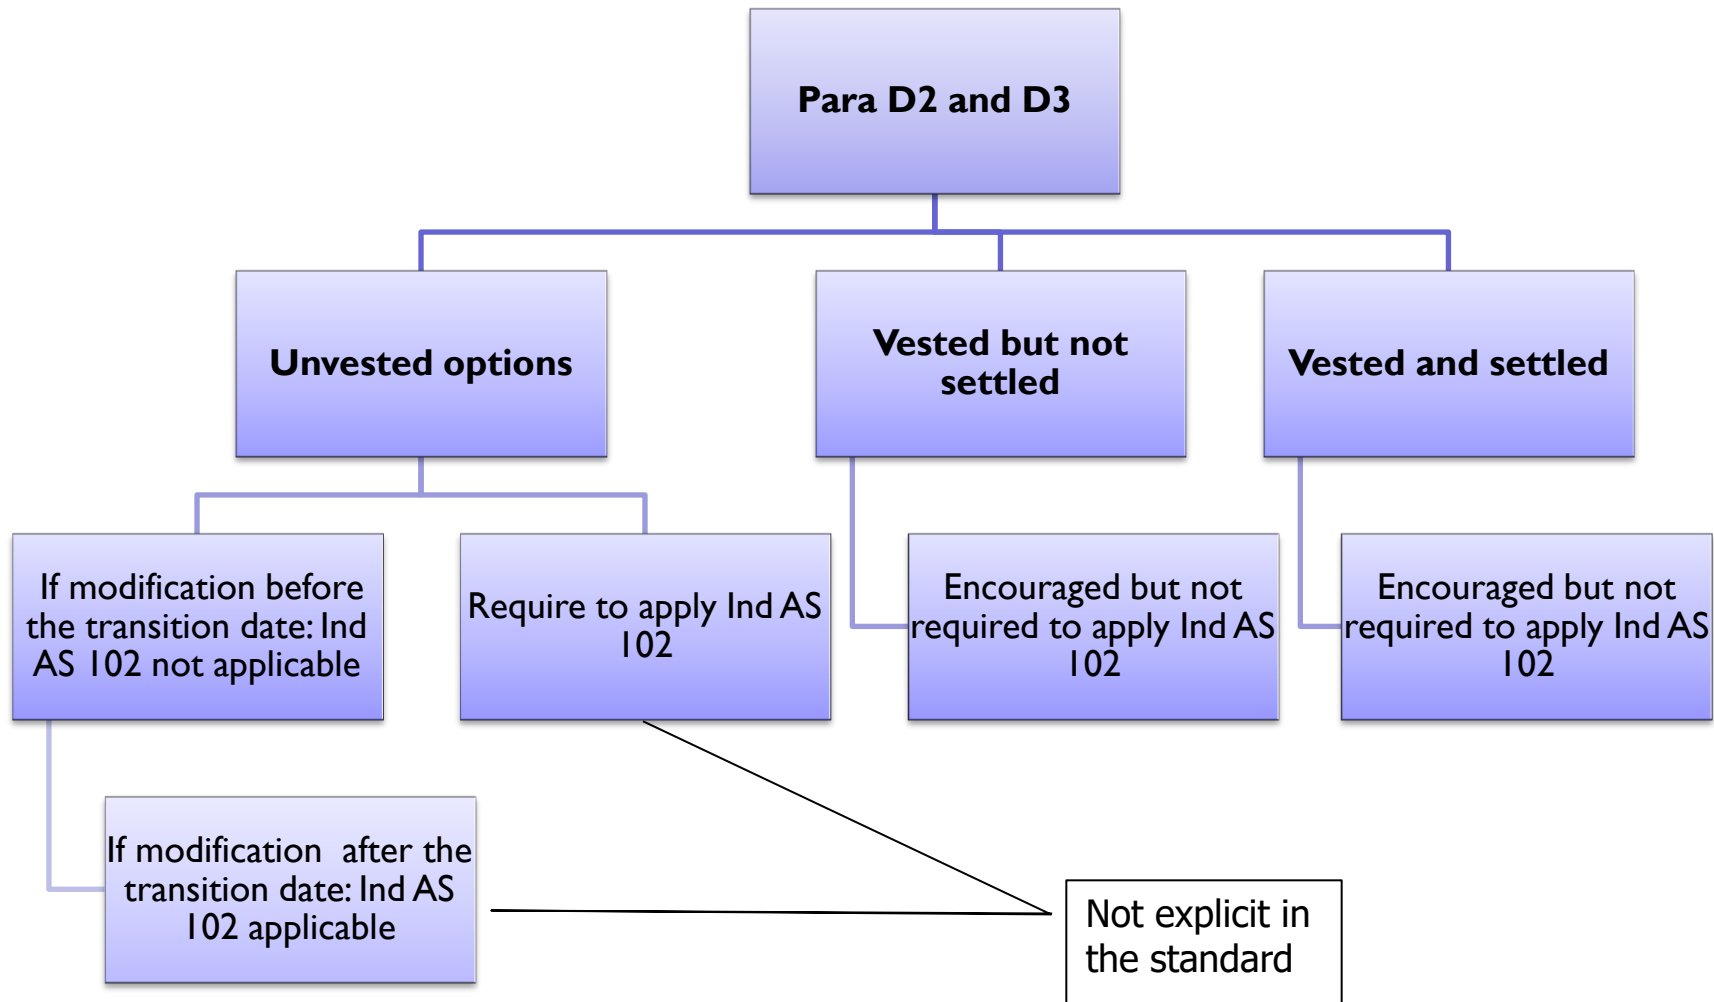 Para D2 and D3
Unvested options
Vested but not
settled
Vested and settled
If modification before
the transition date: Ind
AS 102 not applicable
Require to apply Ind AS
102
Encouraged but not
required to apply Ind AS
102
Encouraged but not
required to apply Ind AS
102
If modification after the
transition date: Ind AS
102 applicable
Not explicit in
the standard